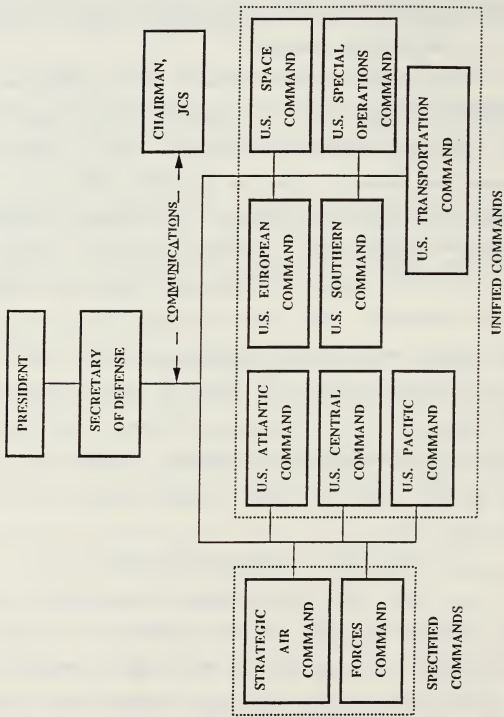 PRESIDENT
SECRETARY
OF DEFENSE
COMMUNICATIONS
CHAIRMAN,
JCS
STRATEGIC
AIR
COMMAND
FORCES
COMMAND
SPECIFIED
COMMANDS
U.S. ATLANTIC
COMMAND
U.S. CENTRAL
COMMAND
U.S. PACIFIC
COMMAND
U.S. EUROPEAN
COMMAND
U.S. SOUTHERN
COMMAND
U.S. SPACE
COMMAND
U.S. SPECIAL
OPERATIONS
COMMAND
U.S. TRANSPORTATION
COMMAND
UNIFIED COMMANDS